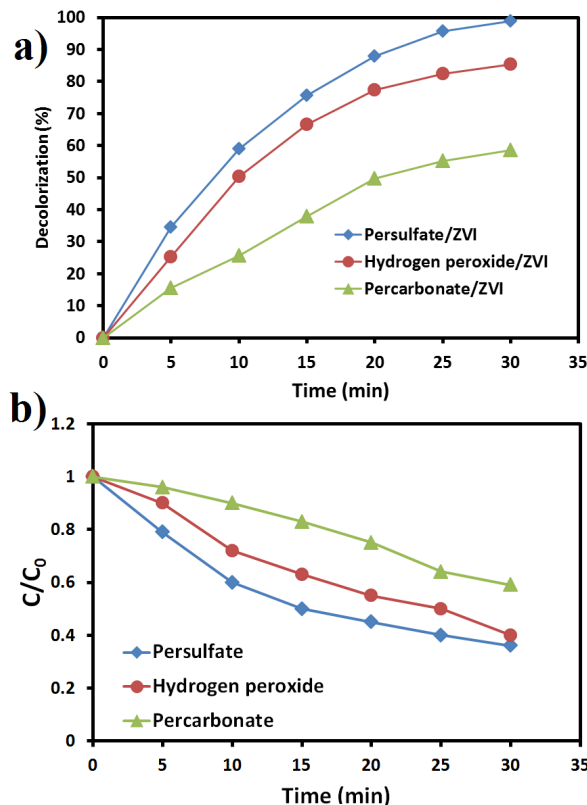 a)
100
90
80
70
60
50
40
30
20
10
0
Decolorization (%)
Persulfate/ZVI
Hydrogen peroxide/ZVI
Percarbonate/ZVI
0 5 10 15 20 25 30 35
Time (min)
b)
1.2
1
0.8
0.6
0.4
0.2
0
C/C0
Persulfate
Hydrogen peroxide
Percarbonate
0 5 10 15 20 25 30 35
Time (min)